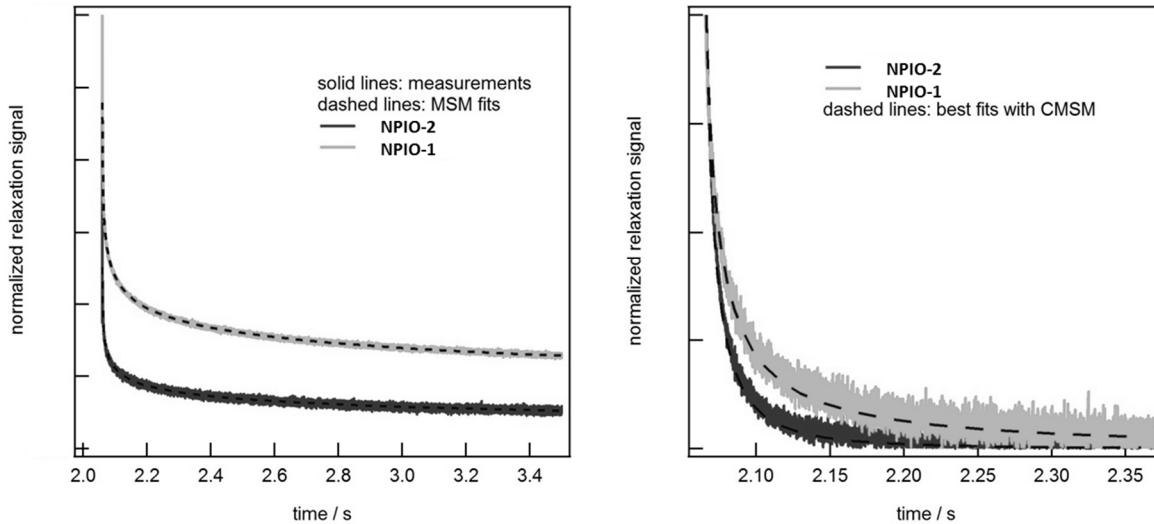 normalized relaxation signal
solid lines: measurements
dashed lines: MSM fits
NPIO-2
NPIO-1
2.0 2.2 2.4 2.6 2.8 3.0 3.2 3.4
time / s
normalized relaxation signal
NPIO-2
NPIO-1
dashed lines: best fits with CMSM
2.10 2.15 2.20 2.25 2.30 2.35
time / s